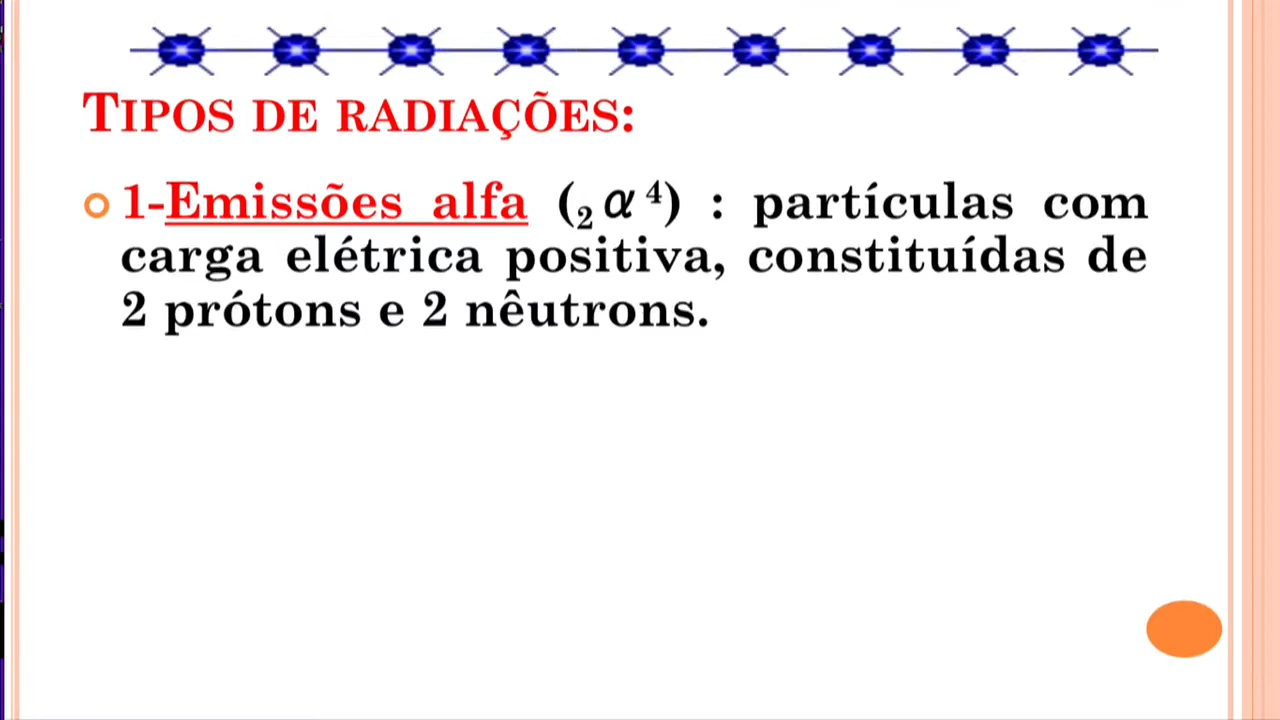 TIPOS DE RADIAÇÕES:
1-Emissões alfa (₂α⁴) : partículas com
carga elétrica positiva, constituídas de
2 prótons e 2 nêutrons.